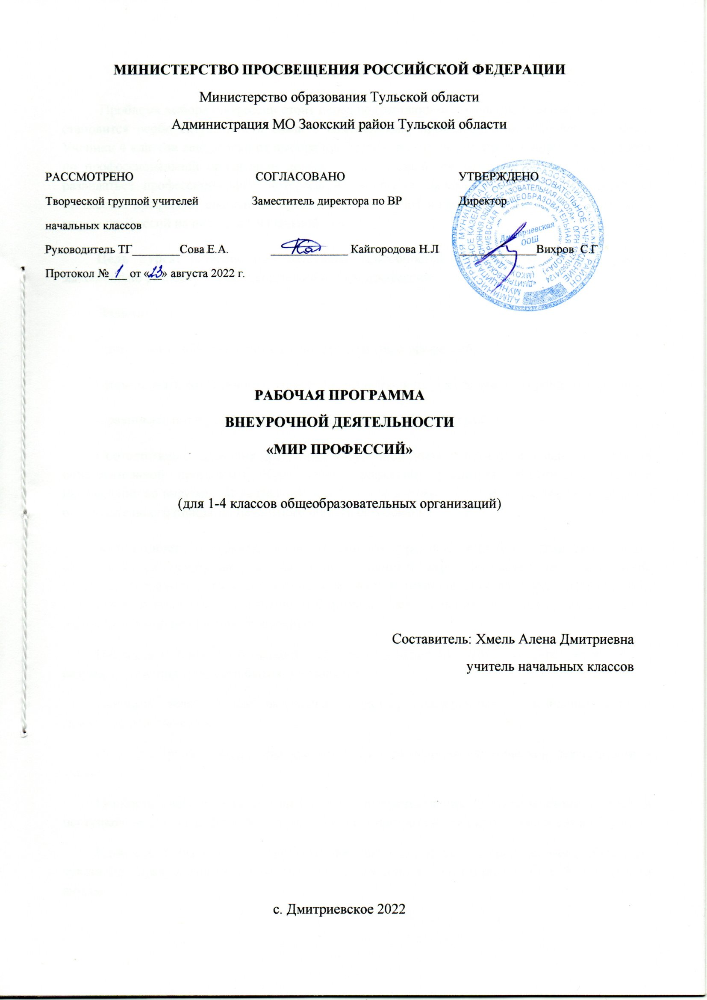 МИНИСТЕРСТВО ПРОСВЕЩЕНИЯ РОССИЙСКОЙ ФЕДЕРАЦИИ
Министерство образования Тульской области
Администрация МО Заокский район Тульской области
РАССМОТРЕНО
Творческой группой учителей
начальных классов
Руководитель ТГ________Сова Е.А.
Протокол №1 от «23» августа 2022 г.
СОГЛАСОВАНО
Заместитель директора по ВР
_____________ Кайгородова Н.Л
УТВЕРЖДЕНО
Директор
_____________Вихров С.Г
Дмитриевская
ООШ
РАБОЧАЯ ПРОГРАММА
ВНЕУРОЧНОЙ ДЕЯТЕЛЬНОСТИ
«МИР ПРОФЕССИЙ»
(для 1-4 классов общеобразовательных организаций)
Составитель: Хмель Алена Дмитриевна
учитель начальных классов
с. Дмитриевское 2022